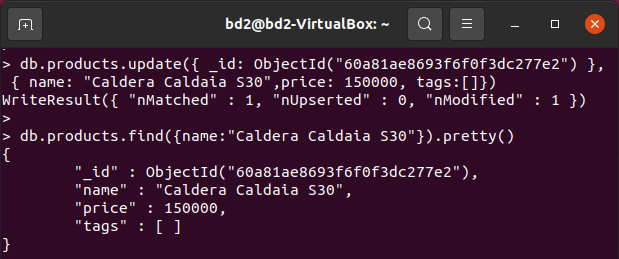 bd2@bd2-VirtualBox: ~
> db.products.update({ _id: ObjectId("60a81ae8693f6f0f3dc277e2") },
 { name: "Caldera Caldaia S30",price: 150000, tags:[]})
WriteResult({ "nMatched" : 1, "nUpserted" : 0, "nModified" : 1 })
>
> db.products.find({name:"Caldera Caldaia S30"}).pretty()
{
        "_id" : ObjectId("60a81ae8693f6f0f3dc277e2"),
        "name" : "Caldera Caldaia S30",
        "price" : 150000,
        "tags" : [ ]
}